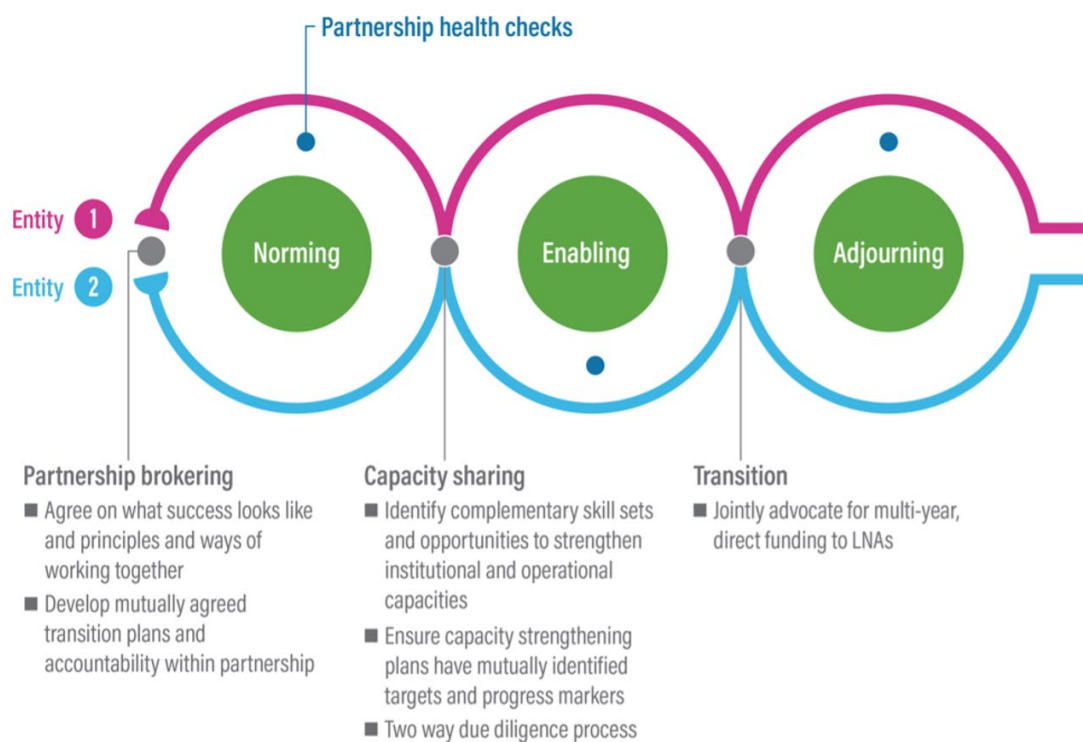 Partnership health checks
Entity 1
Entity 2
Norming
Enabling
Adjourning
Partnership brokering
■ Agree on what success looks like
and principles and ways of
working together
■ Develop mutually agreed
transition plans and
accountability within partnership
Capacity sharing
■ Identify complementary skill sets
and opportunities to strengthen
institutional and operational
capacities
■ Ensure capacity strengthening
plans have mutually identified
targets and progress markers
■ Two way due diligence process
Transition
■ Jointly advocate for multi-year,
direct funding to LNAs